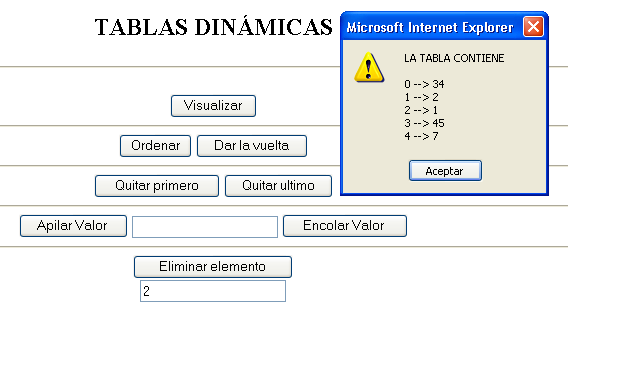 TABLAS DINÁMICAS
Microsoft Internet Explorer
LA TABLA CONTIENE
0 --> 34
1 --> 2
2 --> 1
3 --> 45
4 --> 7
Aceptar
Visualizar
Ordenar Dar la vuelta
Quitar primero Quitar ultimo
Apilar Valor Encolar Valor
Eliminar elemento
2